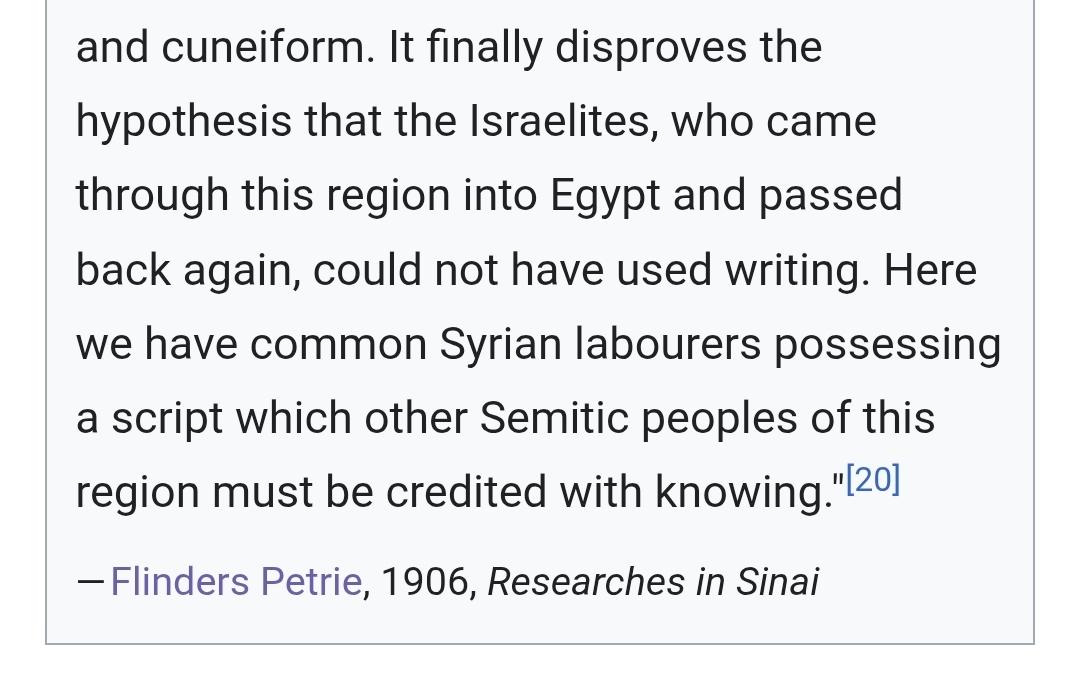 and cuneiform. It finally disproves the
hypothesis that the Israelites, who came
through this region into Egypt and passed
back again, could not have used writing. Here
we have common Syrian labourers possessing
a script which other Semitic peoples of this
region must be credited with knowing."[20]
—Flinders Petrie, 1906, Researches in Sinai